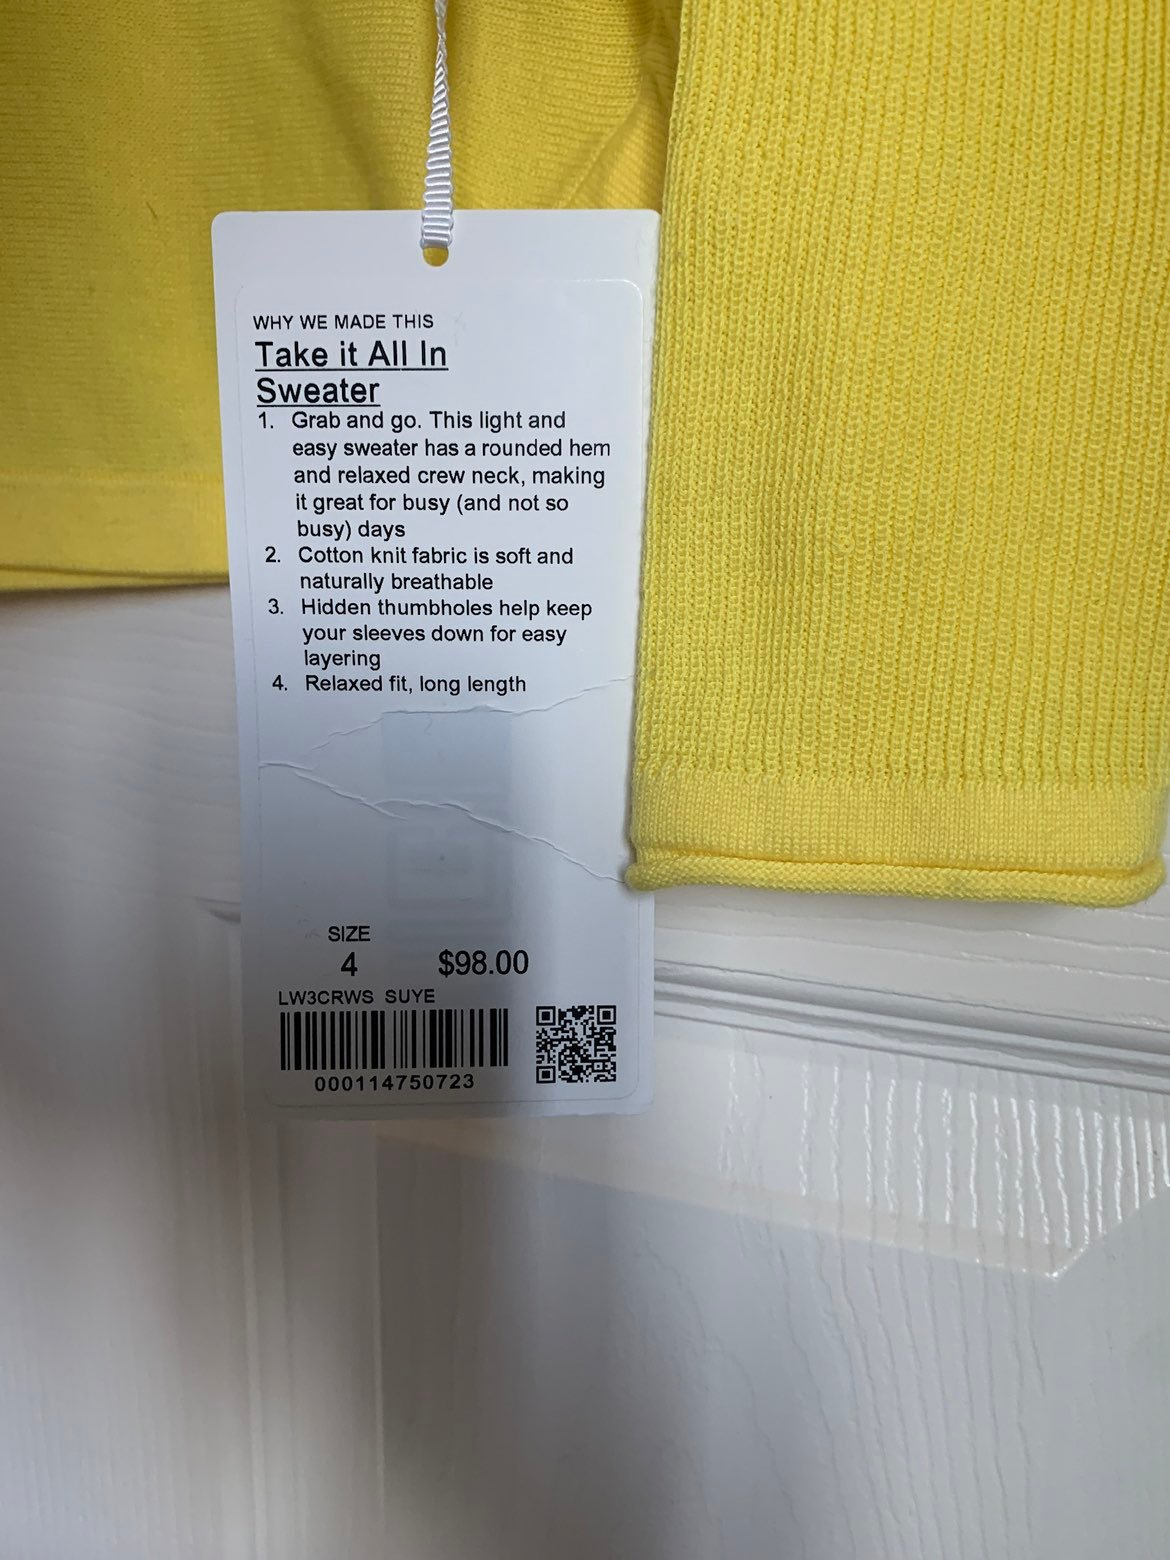 WHY WE MADE THIS
Take it All In
Sweater
1. Grab and go. This light and
easy sweater has a rounded hem
and relaxed crew neck, making
it great for busy (and not so
busy) days
2. Cotton knit fabric is soft and
naturally breathable
3. Hidden thumbholes help keep
your sleeves down for easy
layering
4. Relaxed fit, long length
SIZE
4 $98.00
LW3CRWS SUYE
000114750723